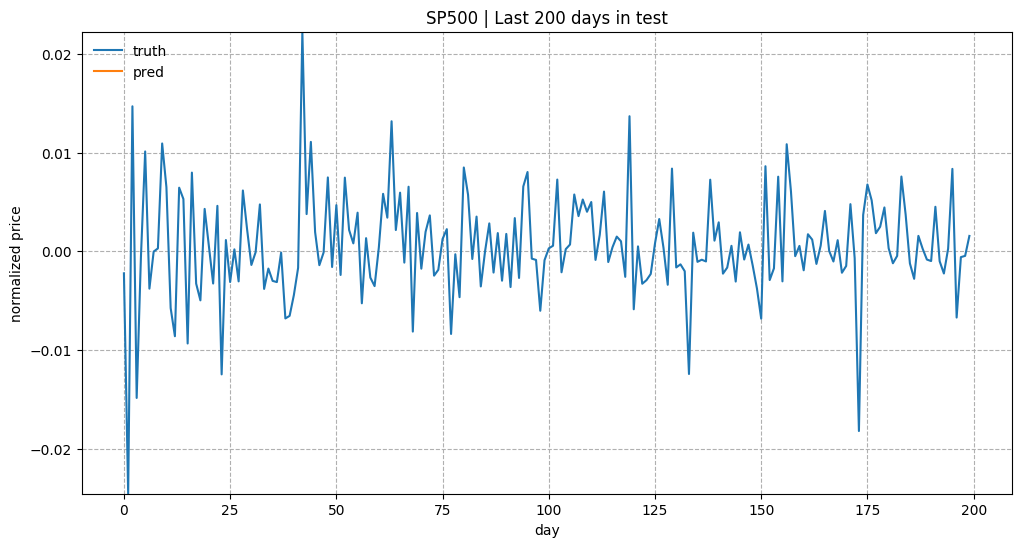 SP500 | Last 200 days in test
truth
pred
0.02
0.01
0.00
−0.01
−0.02
normalized price
0 25 50 75 100 125 150 175 200
day